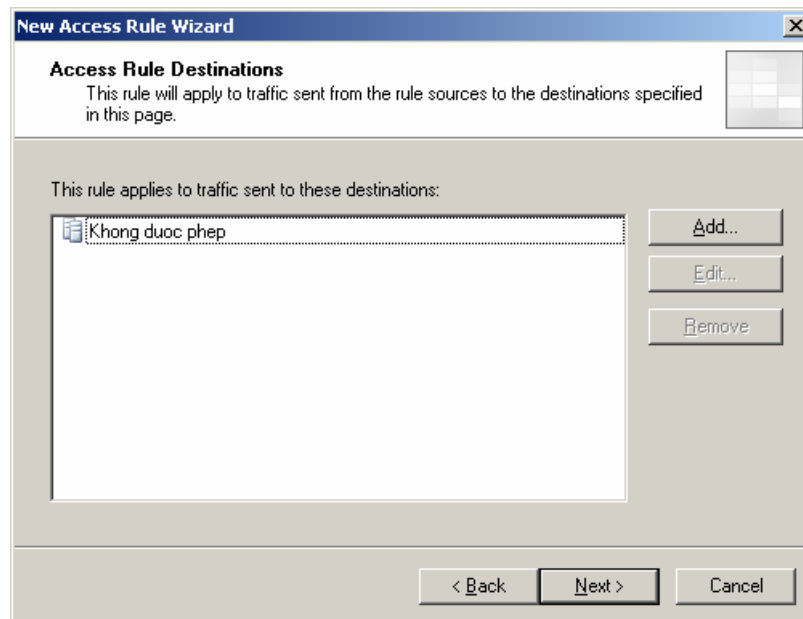 New Access Rule Wizard
Access Rule Destinations
This rule will apply to traffic sent from the rule sources to the destinations specified
in this page.
This rule applies to traffic sent to these destinations:
Khong duoc phep
Add...
Edit...
Remove
< Back
Next >
Cancel